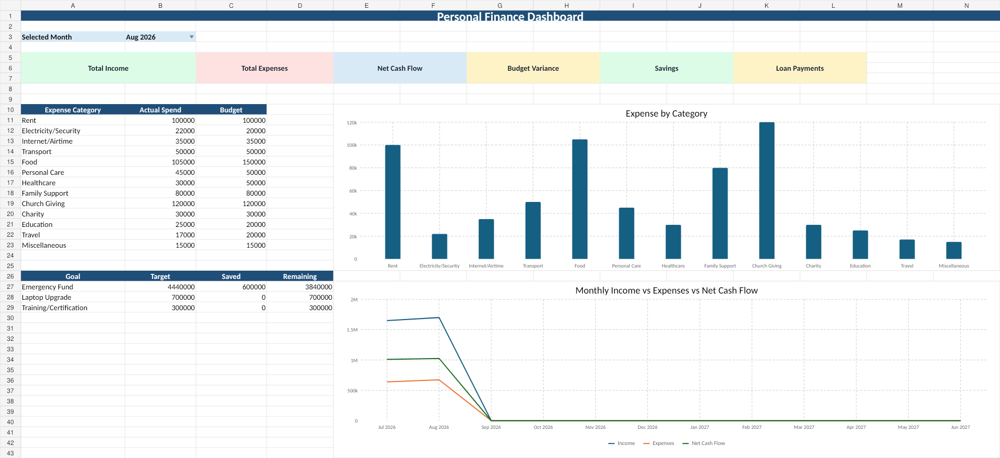 A B C D E F G H I J K L M N
1 Personal Finance Dashboard
2
3 Selected Month Aug 2026
4
5
6 Total Income Total Expenses Net Cash Flow Budget Variance Savings Loan Payments
7
8
9
10 Expense Category Actual Spend Budget
11 Rent 100000 100000
12 Electricity/Security 22000 20000
13 Internet/Airtime 35000 35000
14 Transport 50000 50000
15 Food 105000 150000
16 Personal Care 45000 50000
17 Healthcare 30000 50000
18 Family Support 80000 80000
19 Church Giving 120000 120000
20 Charity 30000 30000
21 Education 25000 20000
22 Travel 17000 20000
23 Miscellaneous 15000 15000
24
25
26 Goal Target Saved Remaining
27 Emergency Fund 4440000 600000 3840000
28 Laptop Upgrade 700000 0 700000
29 Training/Certification 300000 0 300000
30
31
32
33
34
35
36
37
38
39
40
41
42
43
Expense by Category
120k
100k
80k
60k
40k
20k
0
Rent Electricity/Security Internet/Airtime Transport Food Personal Care Healthcare Family Support Church Giving Charity Education Travel Miscellaneous
Monthly Income vs Expenses vs Net Cash Flow
2M
1.5M
1M
500k
0
Jul 2026 Aug 2026 Sep 2026 Oct 2026 Nov 2026 Dec 2026 Jan 2027 Feb 2027 Mar 2027 Apr 2027 May 2027 Jun 2027
Income Expenses Net Cash Flow